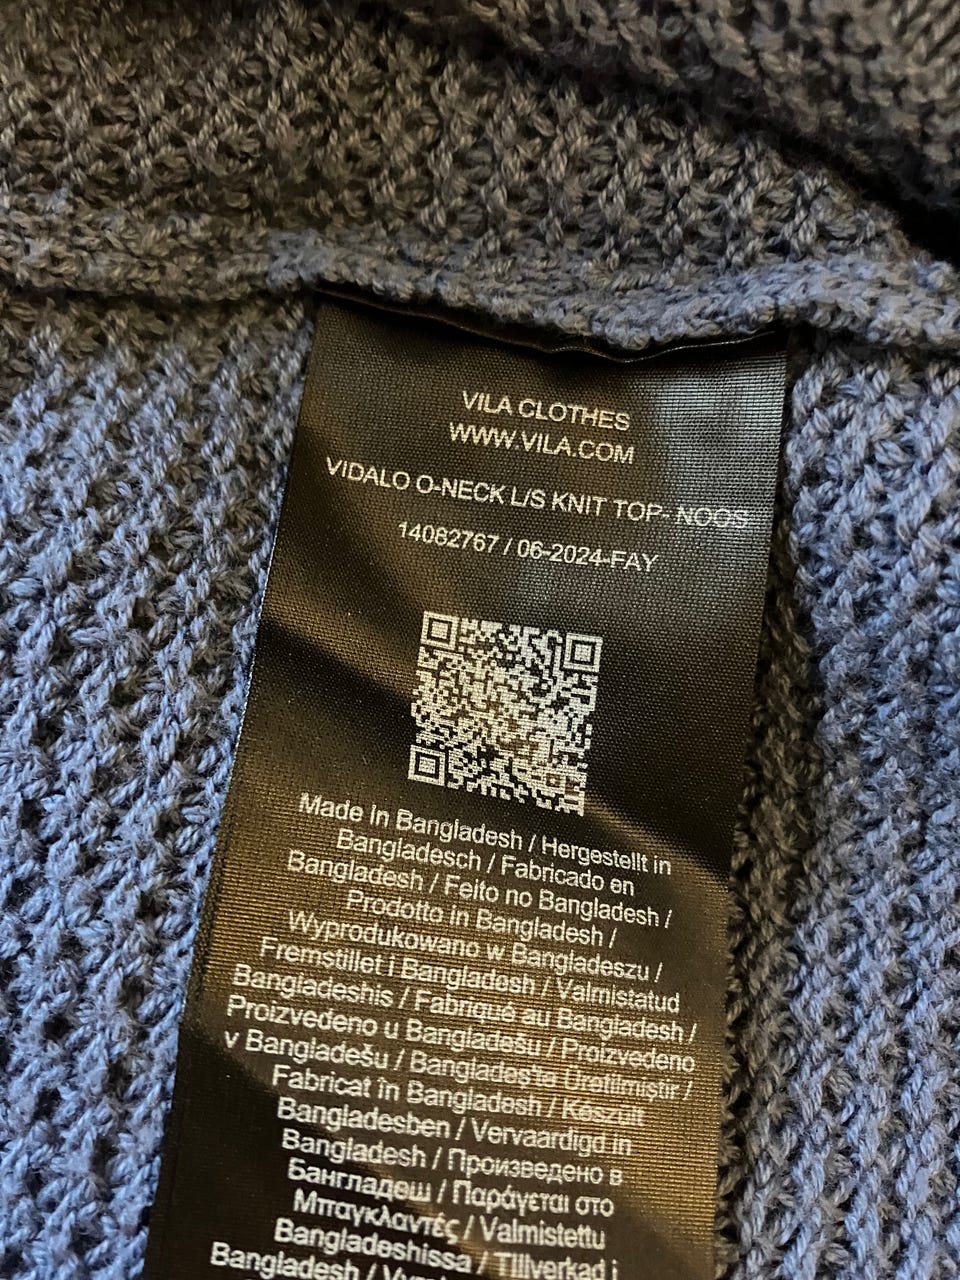 VILA CLOTHES
WWW.VILA.COM
VIDALO O-NECK L/S KNIT TOP- NOOS
14082767 / 06-2024-FAY
Made in Bangladesh / Hergestellt in
Bangladesch / Fabricado en
Bangladesh / Feito no Bangladesh /
Prodotto in Bangladesh /
Wyprodukowano w Bangladeszu /
Fremstillet i Bangladesh / Valmistatud
Bangladeshis / Fabriqué au Bangladesh /
Proizvedeno u Bangladešu / Proizvedeno
v Bangladešu / Bangladeş'te Üretilmiştir /
Fabricat în Bangladesh / Készült
Bangladesben / Vervaardigd in
Bangladesh / Произведено в
Бангладеш / Παράγεται στο
Μπαγκλαντές / Valmistettu
Bangladeshissa / Tillverkad i
Bangladesh /